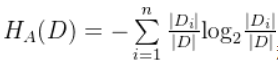 $H_A(D) = -\sum_{i=1}^{n} \frac{|D_i|}{|D|} \log_2 \frac{|D_i|}{|D|}$